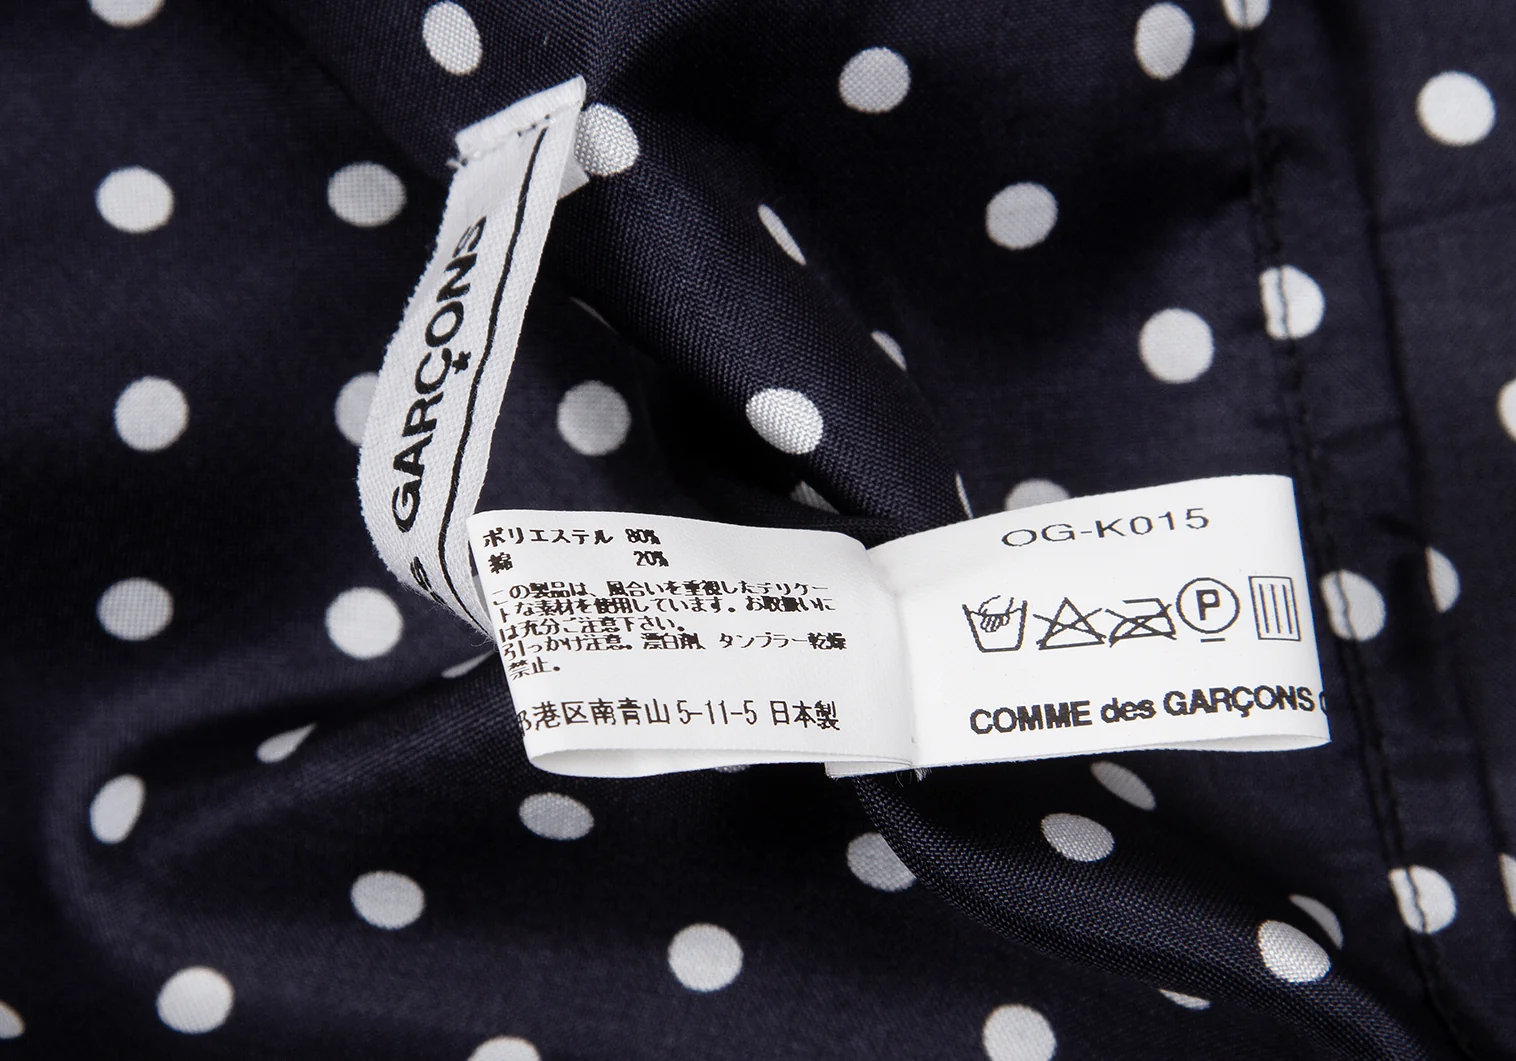 GARÇONS
ポリエステル 80%
綿 20%
この製品は、風合いを重視したデリケー
トな素材を使用しています。お取扱いに
は充分ご注意下さい。
引っかけ注意。漂白剤、タンブラー乾燥
禁止。
港区南青山5-11-5 日本製
OG-K015
P
COMME des GARÇONS